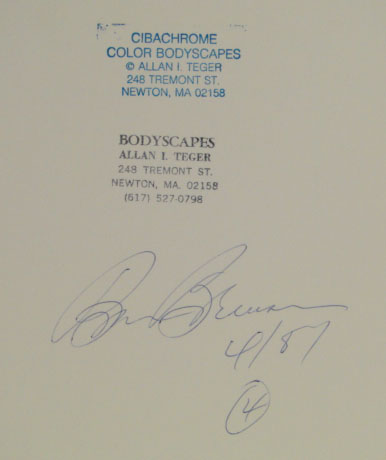 CIBACHROME
COLOR BODYSCAPES
© ALLAN I. TEGER
248 TREMONT ST.
NEWTON, MA 02158
BODYSCAPES
ALLAN I. TEGER
248 TREMONT ST.
NEWTON, MA. 02158
(617) 527-0798
4/87
4